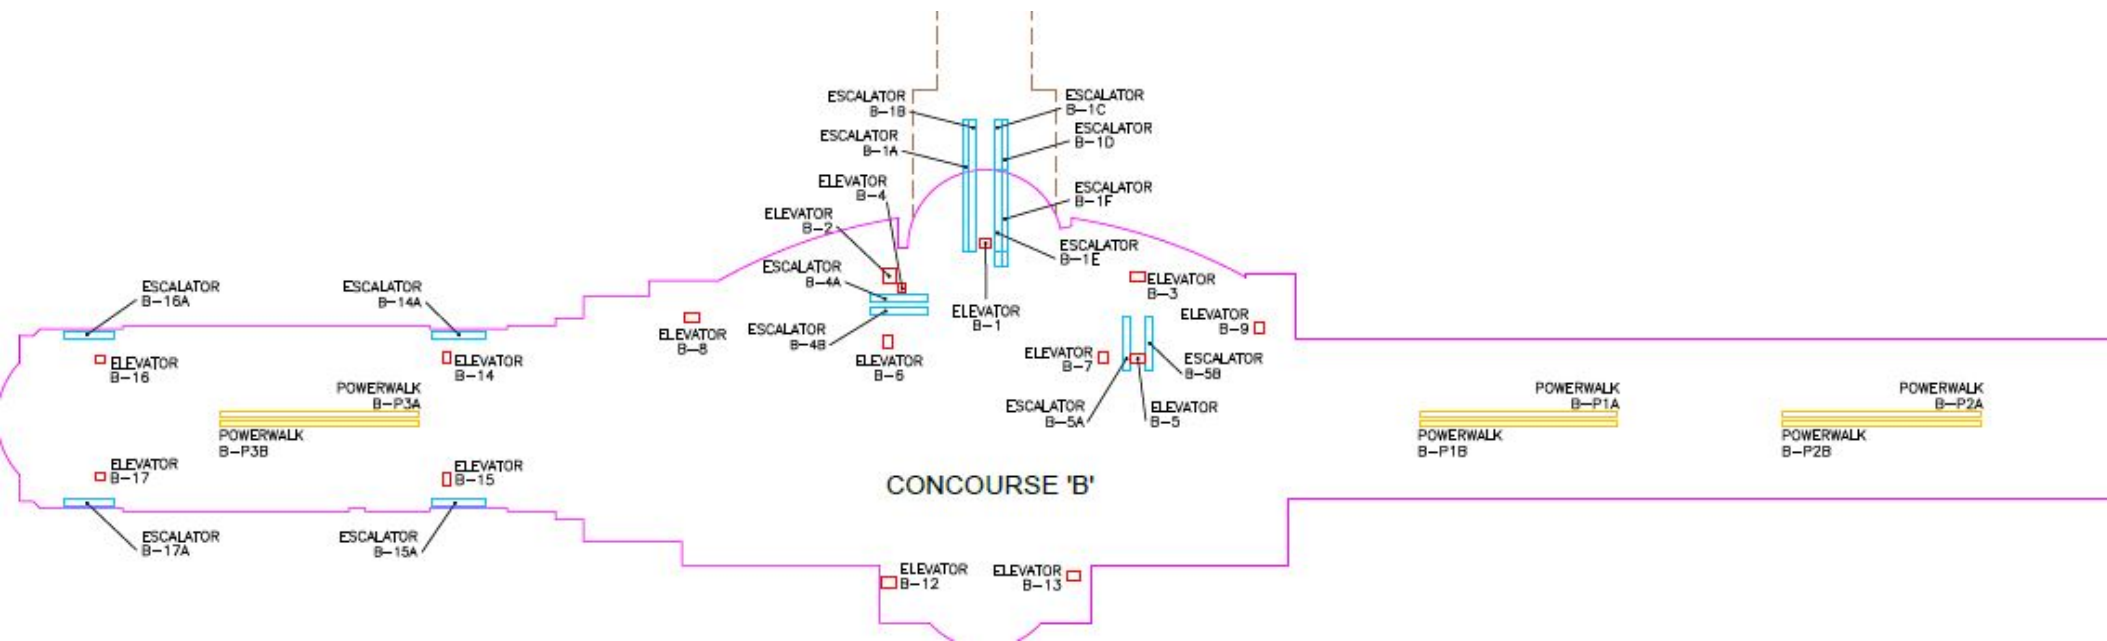 ESCALATOR
B-1B
ESCALATOR
B-1C
ESCALATOR
B-1A
ESCALATOR
B-1D
ELEVATOR
B-4
ESCALATOR
B-1F
ELEVATOR
B-2
ESCALATOR
B-1E
ESCALATOR
B-4A
ELEVATOR
B-3
ESCALATOR
B-16A
ESCALATOR
B-14A
ELEVATOR
B-1
ELEVATOR
B-9
ELEVATOR
B-8
ESCALATOR
B-4B
ELEVATOR
B-6
ELEVATOR
B-7
ESCALATOR
B-5B
ELEVATOR
B-16
ELEVATOR
B-14
POWERWALK
B-P3A
ESCALATOR
B-5A
ELEVATOR
B-5
POWERWALK
B-P1A
POWERWALK
B-P2A
POWERWALK
B-P3B
POWERWALK
B-P1B
POWERWALK
B-P2B
ELEVATOR
B-17
ELEVATOR
B-15
CONCOURSE 'B'
ESCALATOR
B-17A
ESCALATOR
B-15A
ELEVATOR
B-12
ELEVATOR
B-13